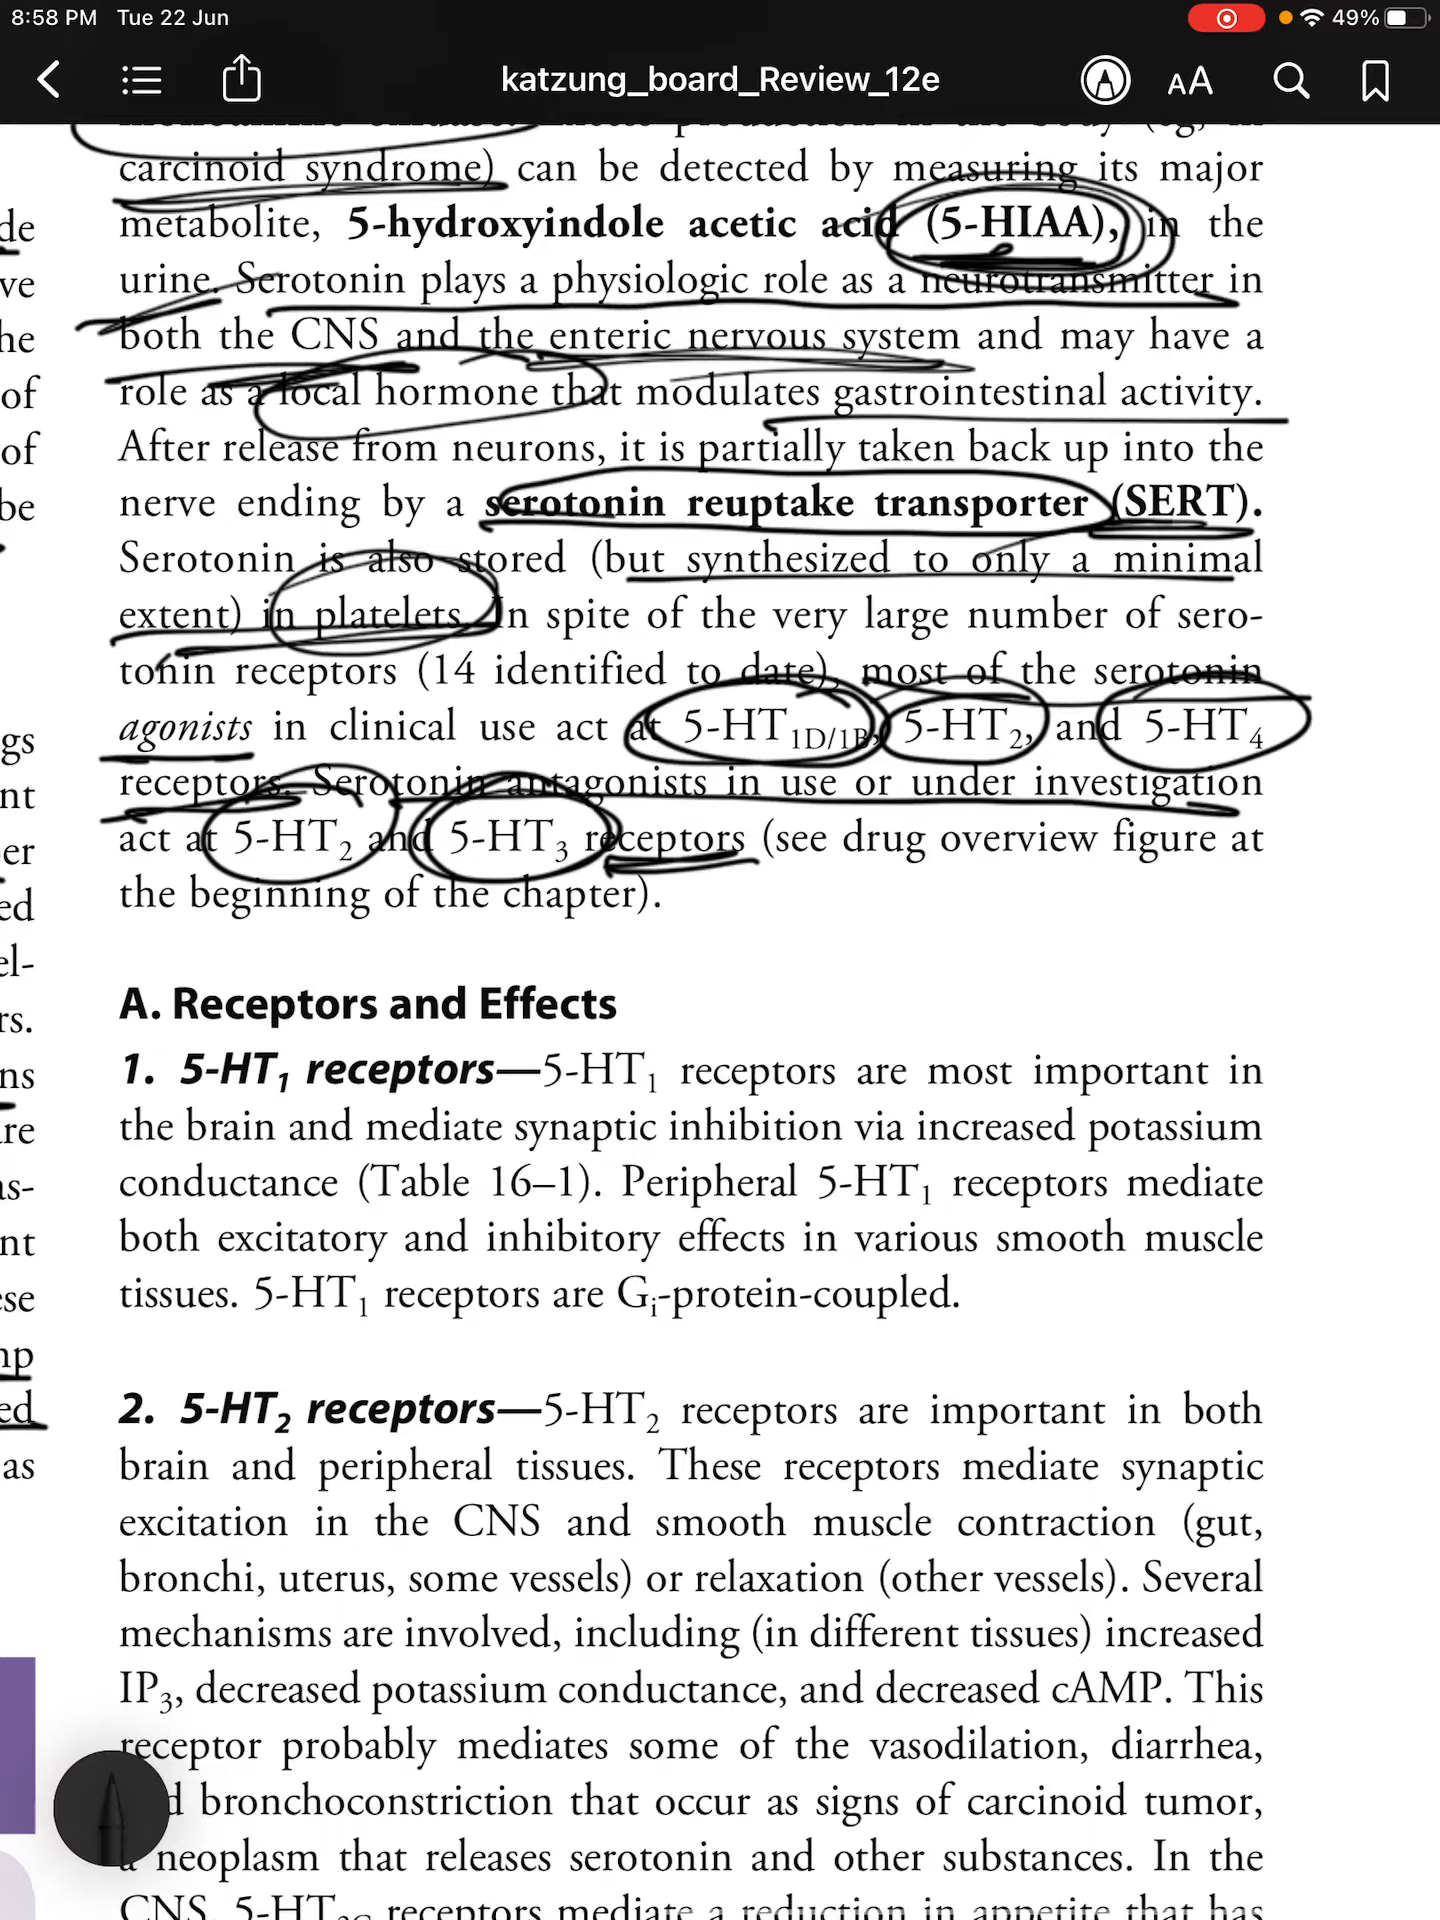 8:58 PM Tue 22 Jun
49%
katzung_board_Review_12e
AA
carcinoid syndrome) can be detected by measuring its major
metabolite, 5-hydroxyindole acetic acid (5-HIAA), in the
urine. Serotonin plays a physiologic role as a neurotransmitter in
both the CNS and the enteric nervous system and may have a
role as a local hormone that modulates gastrointestinal activity.
After release from neurons, it is partially taken back up into the
nerve ending by a serotonin reuptake transporter (SERT).
Serotonin is also stored (but synthesized to only a minimal
extent) in platelets. In spite of the very large number of sero-
tonin receptors (14 identified to date), most of the serotonin
agonists in clinical use act at 5-HT1D/1B, 5-HT2, and 5-HT4
receptors. Serotonin antagonists in use or under investigation
act at 5-HT2 and 5-HT3 receptors (see drug overview figure at
the beginning of the chapter).
A. Receptors and Effects
1. 5-HT1 receptors—5-HT1 receptors are most important in
the brain and mediate synaptic inhibition via increased potassium
conductance (Table 16–1). Peripheral 5-HT1 receptors mediate
both excitatory and inhibitory effects in various smooth muscle
tissues. 5-HT1 receptors are Gi-protein-coupled.
2. 5-HT2 receptors—5-HT2 receptors are important in both
brain and peripheral tissues. These receptors mediate synaptic
excitation in the CNS and smooth muscle contraction (gut,
bronchi, uterus, some vessels) or relaxation (other vessels). Several
mechanisms are involved, including (in different tissues) increased
IP3, decreased potassium conductance, and decreased cAMP. This
receptor probably mediates some of the vasodilation, diarrhea,
bronchoconstriction that occur as signs of carcinoid tumor,
a neoplasm that releases serotonin and other substances. In the
CNS, 5-HT2C receptors mediate a reduction in appetite that has